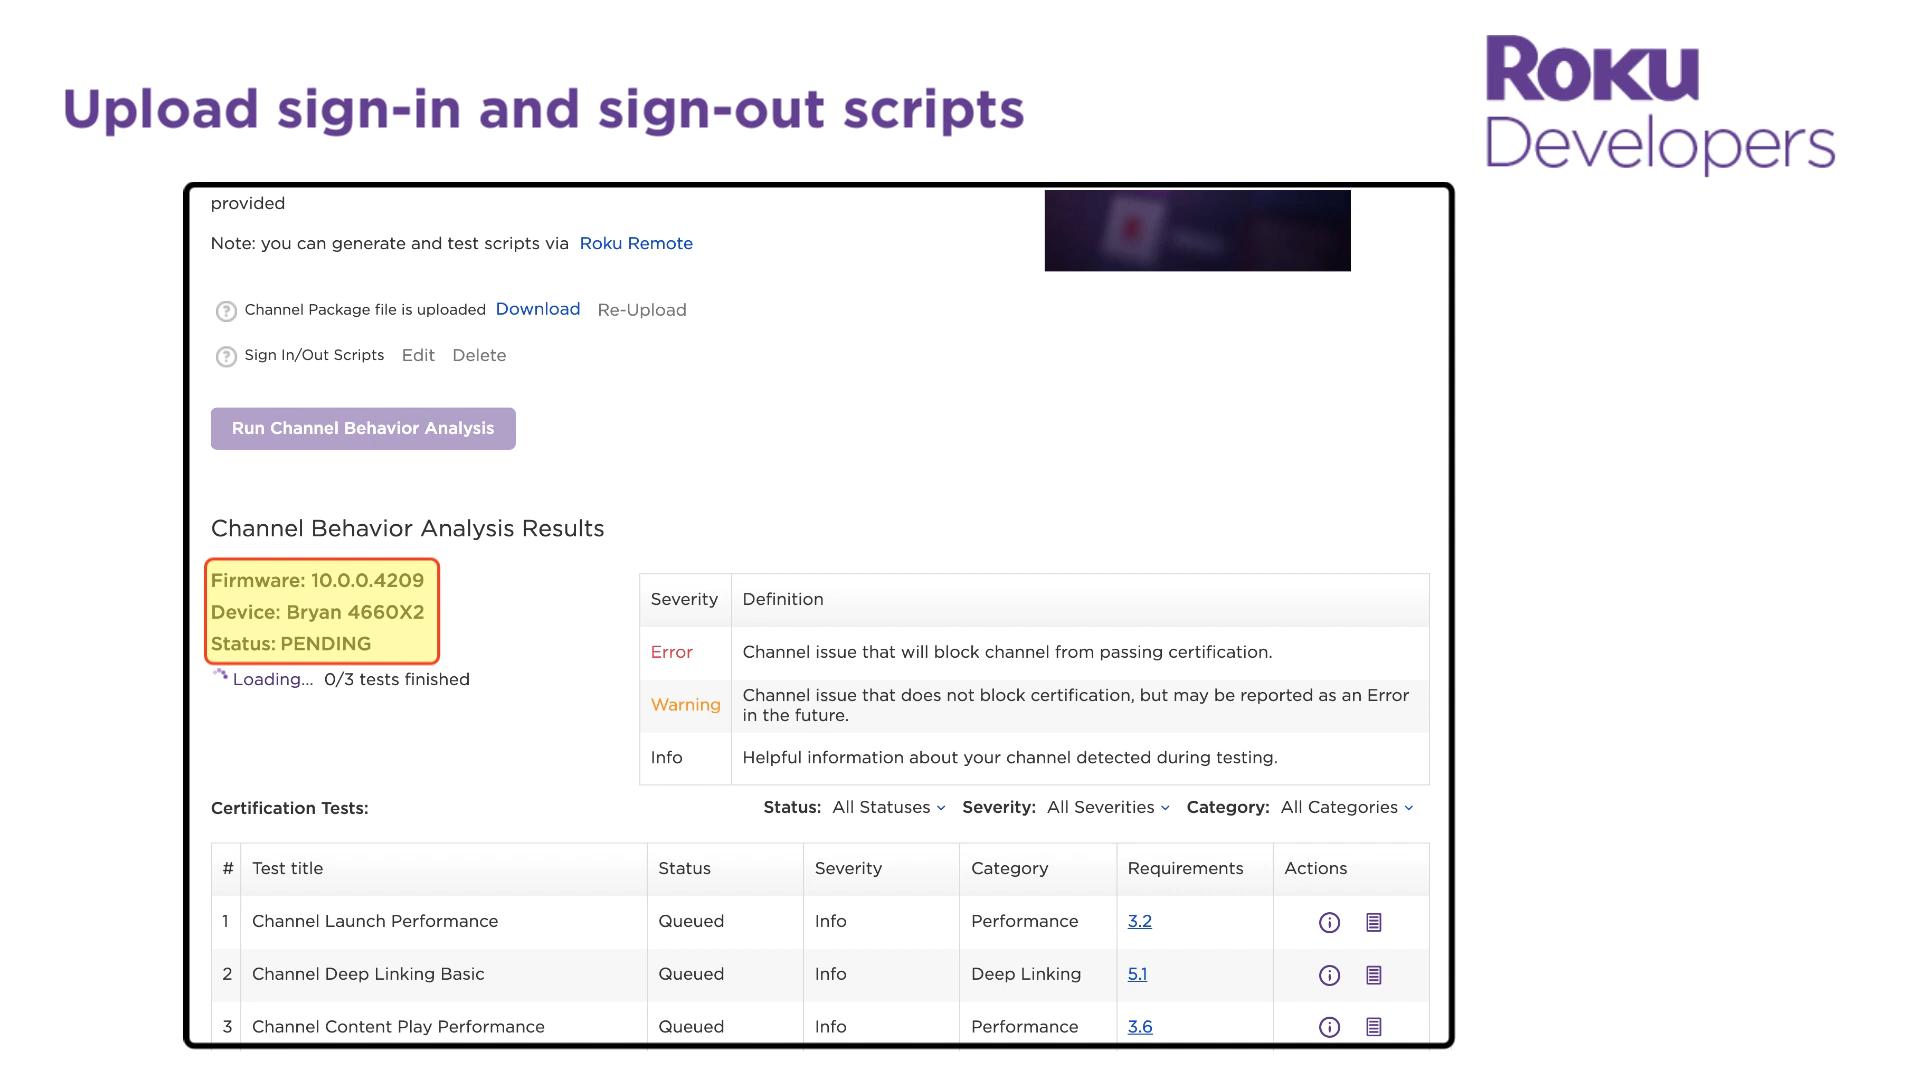 Upload sign-in and sign-out scripts
Roku
Developers
provided
Note: you can generate and test scripts via Roku Remote
Channel Package file is uploaded Download Re-Upload
Sign In/Out Scripts Edit Delete
Run Channel Behavior Analysis
Channel Behavior Analysis Results
Firmware: 10.0.0.4209
Device: Bryan 4660X2
Status: PENDING
Loading... 0/3 tests finished
Severity Definition
Error Channel issue that will block channel from passing certification.
Warning Channel issue that does not block certification, but may be reported as an Error
in the future.
Info Helpful information about your channel detected during testing.
Certification Tests: Status: All Statuses Severity: All Severities Category: All Categories
# Test title Status Severity Category Requirements Actions
1 Channel Launch Performance Queued Info Performance 3.2
2 Channel Deep Linking Basic Queued Info Deep Linking 5.1
3 Channel Content Play Performance Queued Info Performance 3.6